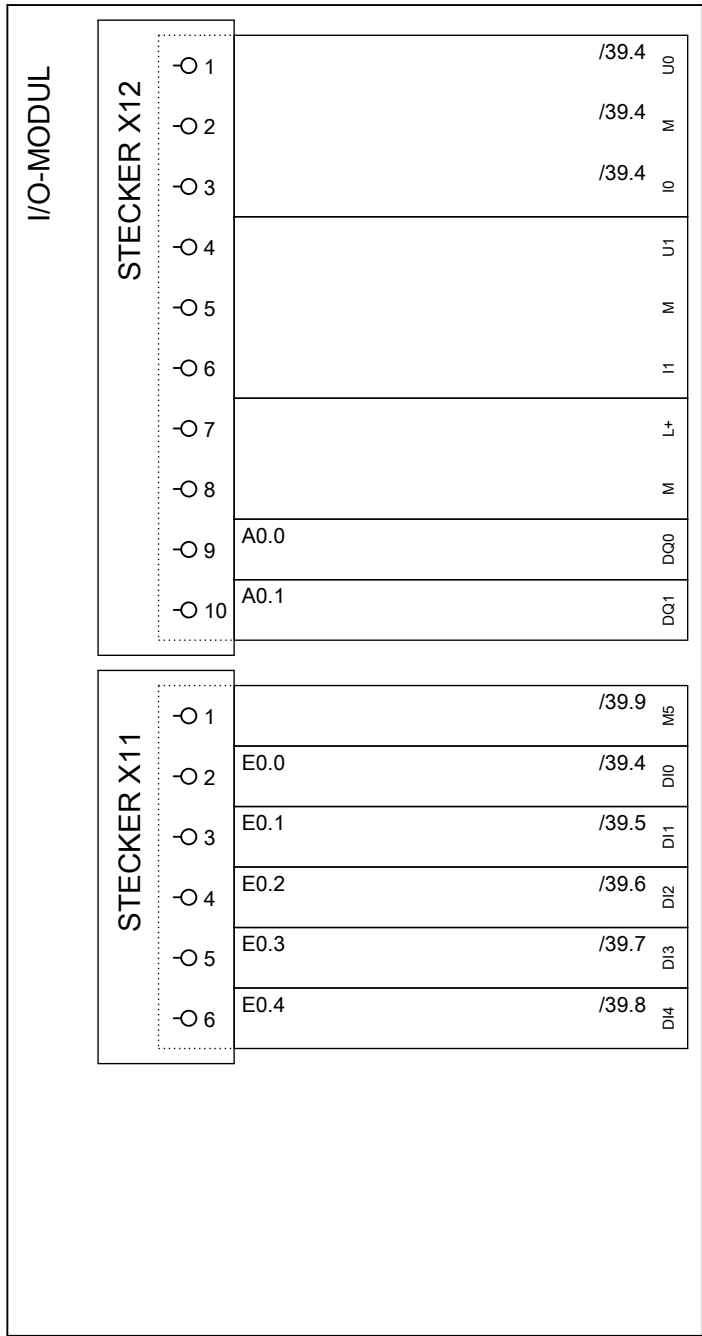 I/O-MODUL
STECKER X12
1 /39.4 U0
2 /39.4 M
3 /39.4 I0
4 U1
5 M
6 I1
7 L+
8 M
9 A0.0 DQ0
10 A0.1 DQ1
STECKER X11
1 /39.9 M5
2 E0.0 /39.4 DI0
3 E0.1 /39.5 DI1
4 E0.2 /39.6 DI2
5 E0.3 /39.7 DI3
6 E0.4 /39.8 DI4